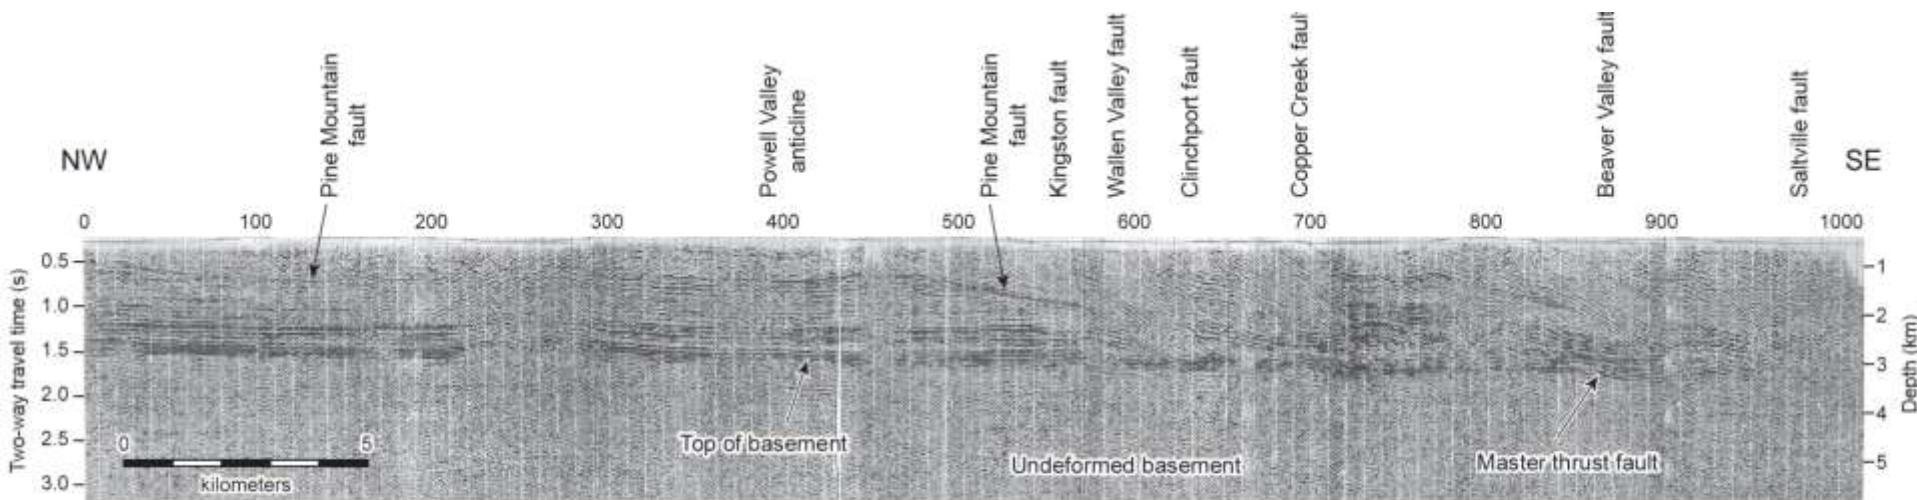 NW
Pine Mountain
fault
Powell Valley
anticline
Pine Mountain
fault
Kingston fault
Wallen Valley fault
Clinchport fault
Copper Creek fault
Beaver Valley fault
Saltville fault
SE
0 100 200 300 400 500 600 700 800 900 1000
Two-way travel time (s)
0.5
1.0
1.5
2.0
2.5
3.0
1
2
3
4
5
Depth (km)
Top of basement
Undeformed basement
Master thrust fault
0 5
kilometers